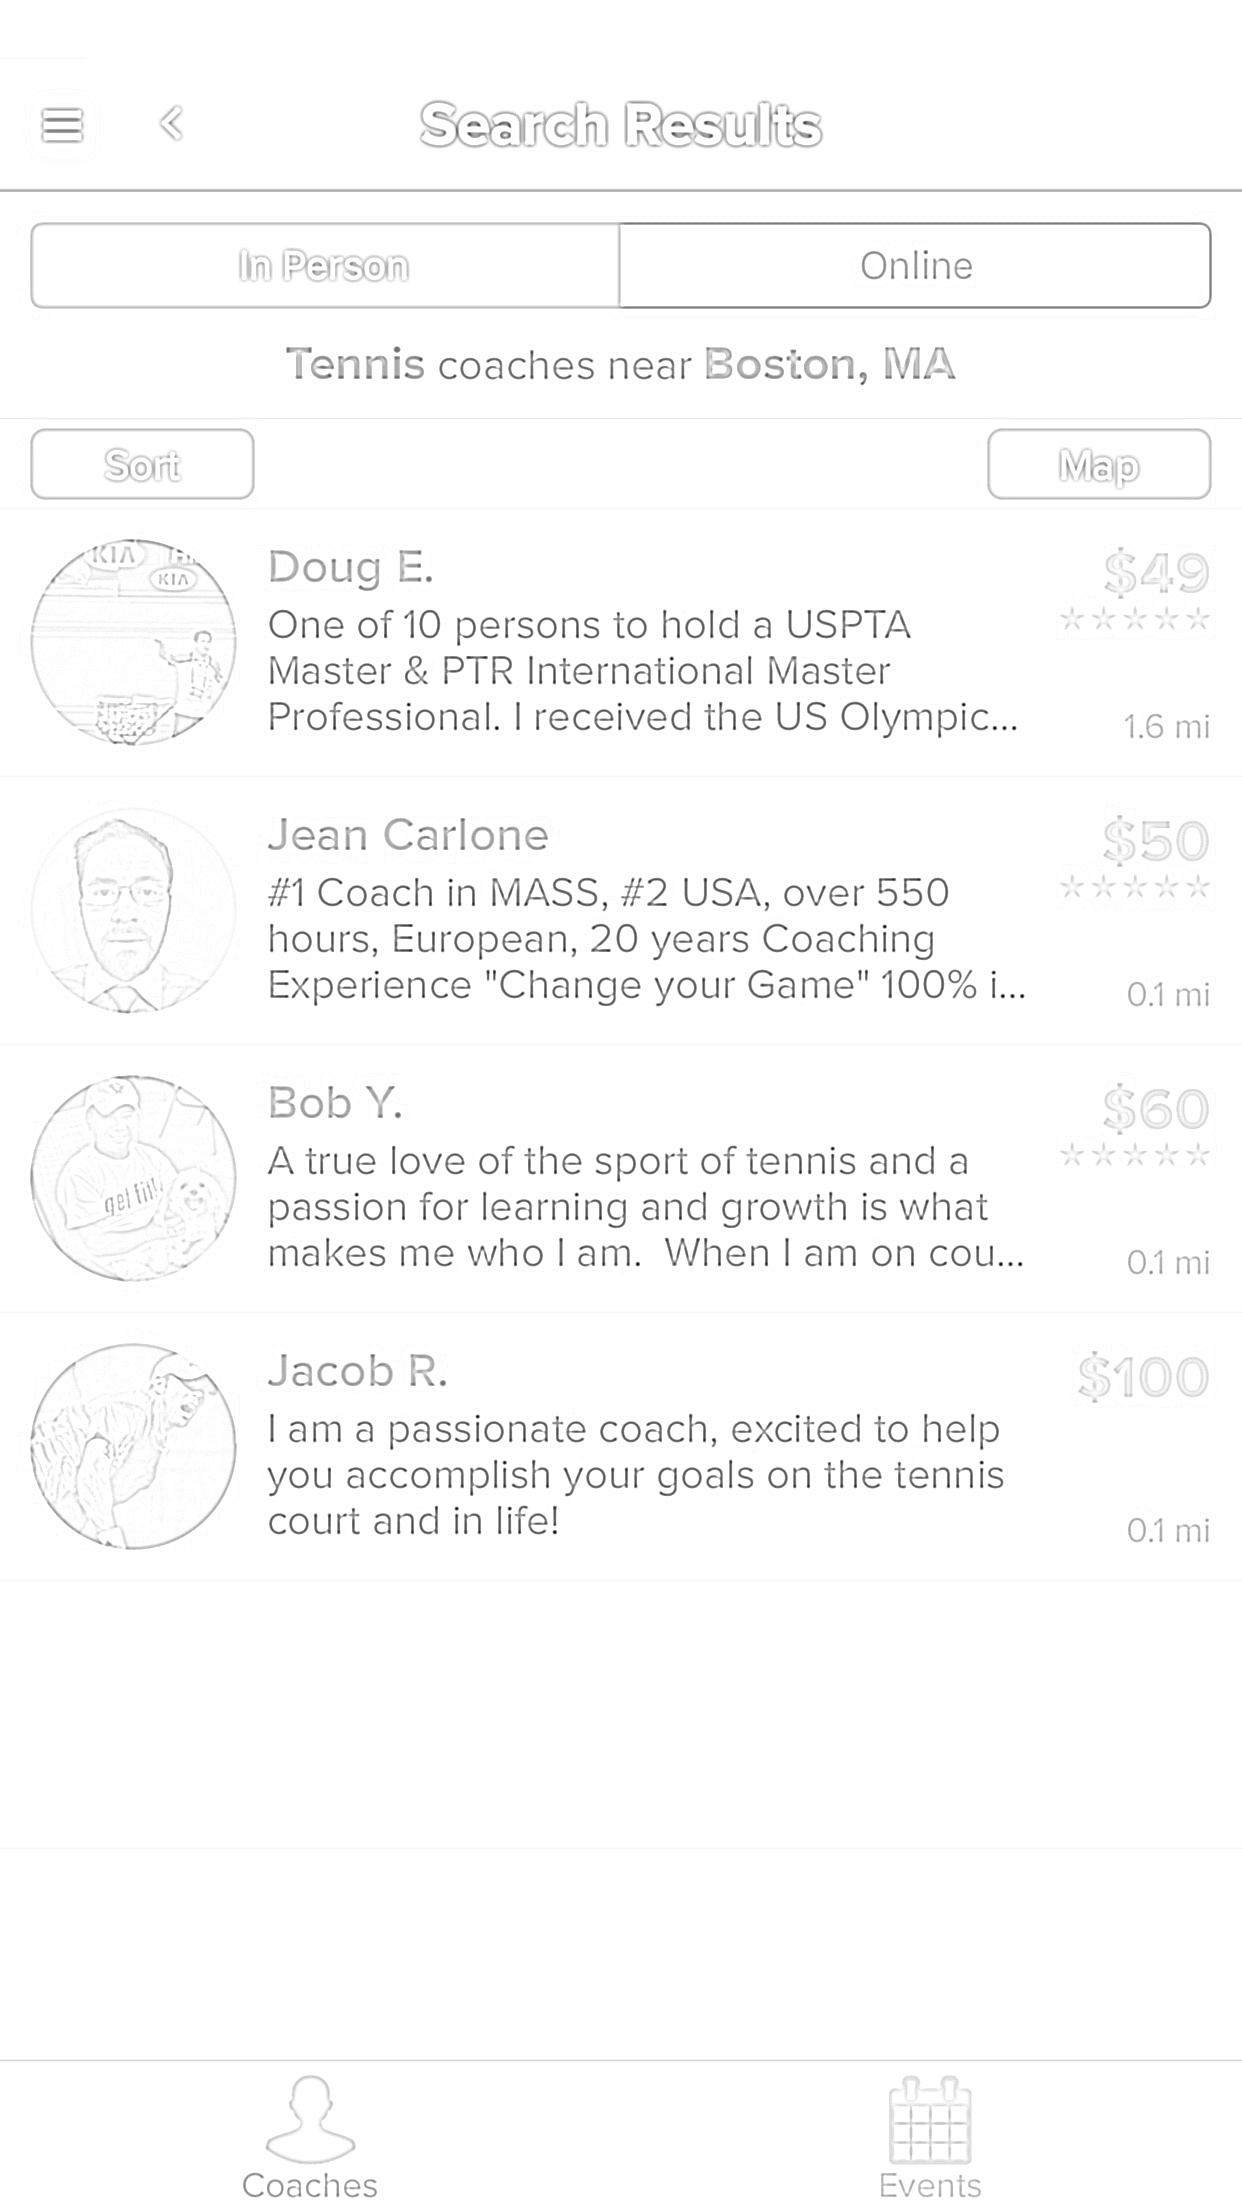 Search Results
In Person
Online
Tennis coaches near Boston, MA
Sort
Map
KIA
KIA
Doug E.
$49
One of 10 persons to hold a USPTA
Master & PTR International Master
Professional. I received the US Olympic...
1.6 mi
Jean Carlone
$50
#1 Coach in MASS, #2 USA, over 550
hours, European, 20 years Coaching
Experience "Change your Game" 100% i...
0.1 mi
get fit!
Bob Y.
$60
A true love of the sport of tennis and a
passion for learning and growth is what
makes me who I am.  When I am on cou...
0.1 mi
Jacob R.
$100
I am a passionate coach, excited to help
you accomplish your goals on the tennis
court and in life!
0.1 mi
Coaches
Events